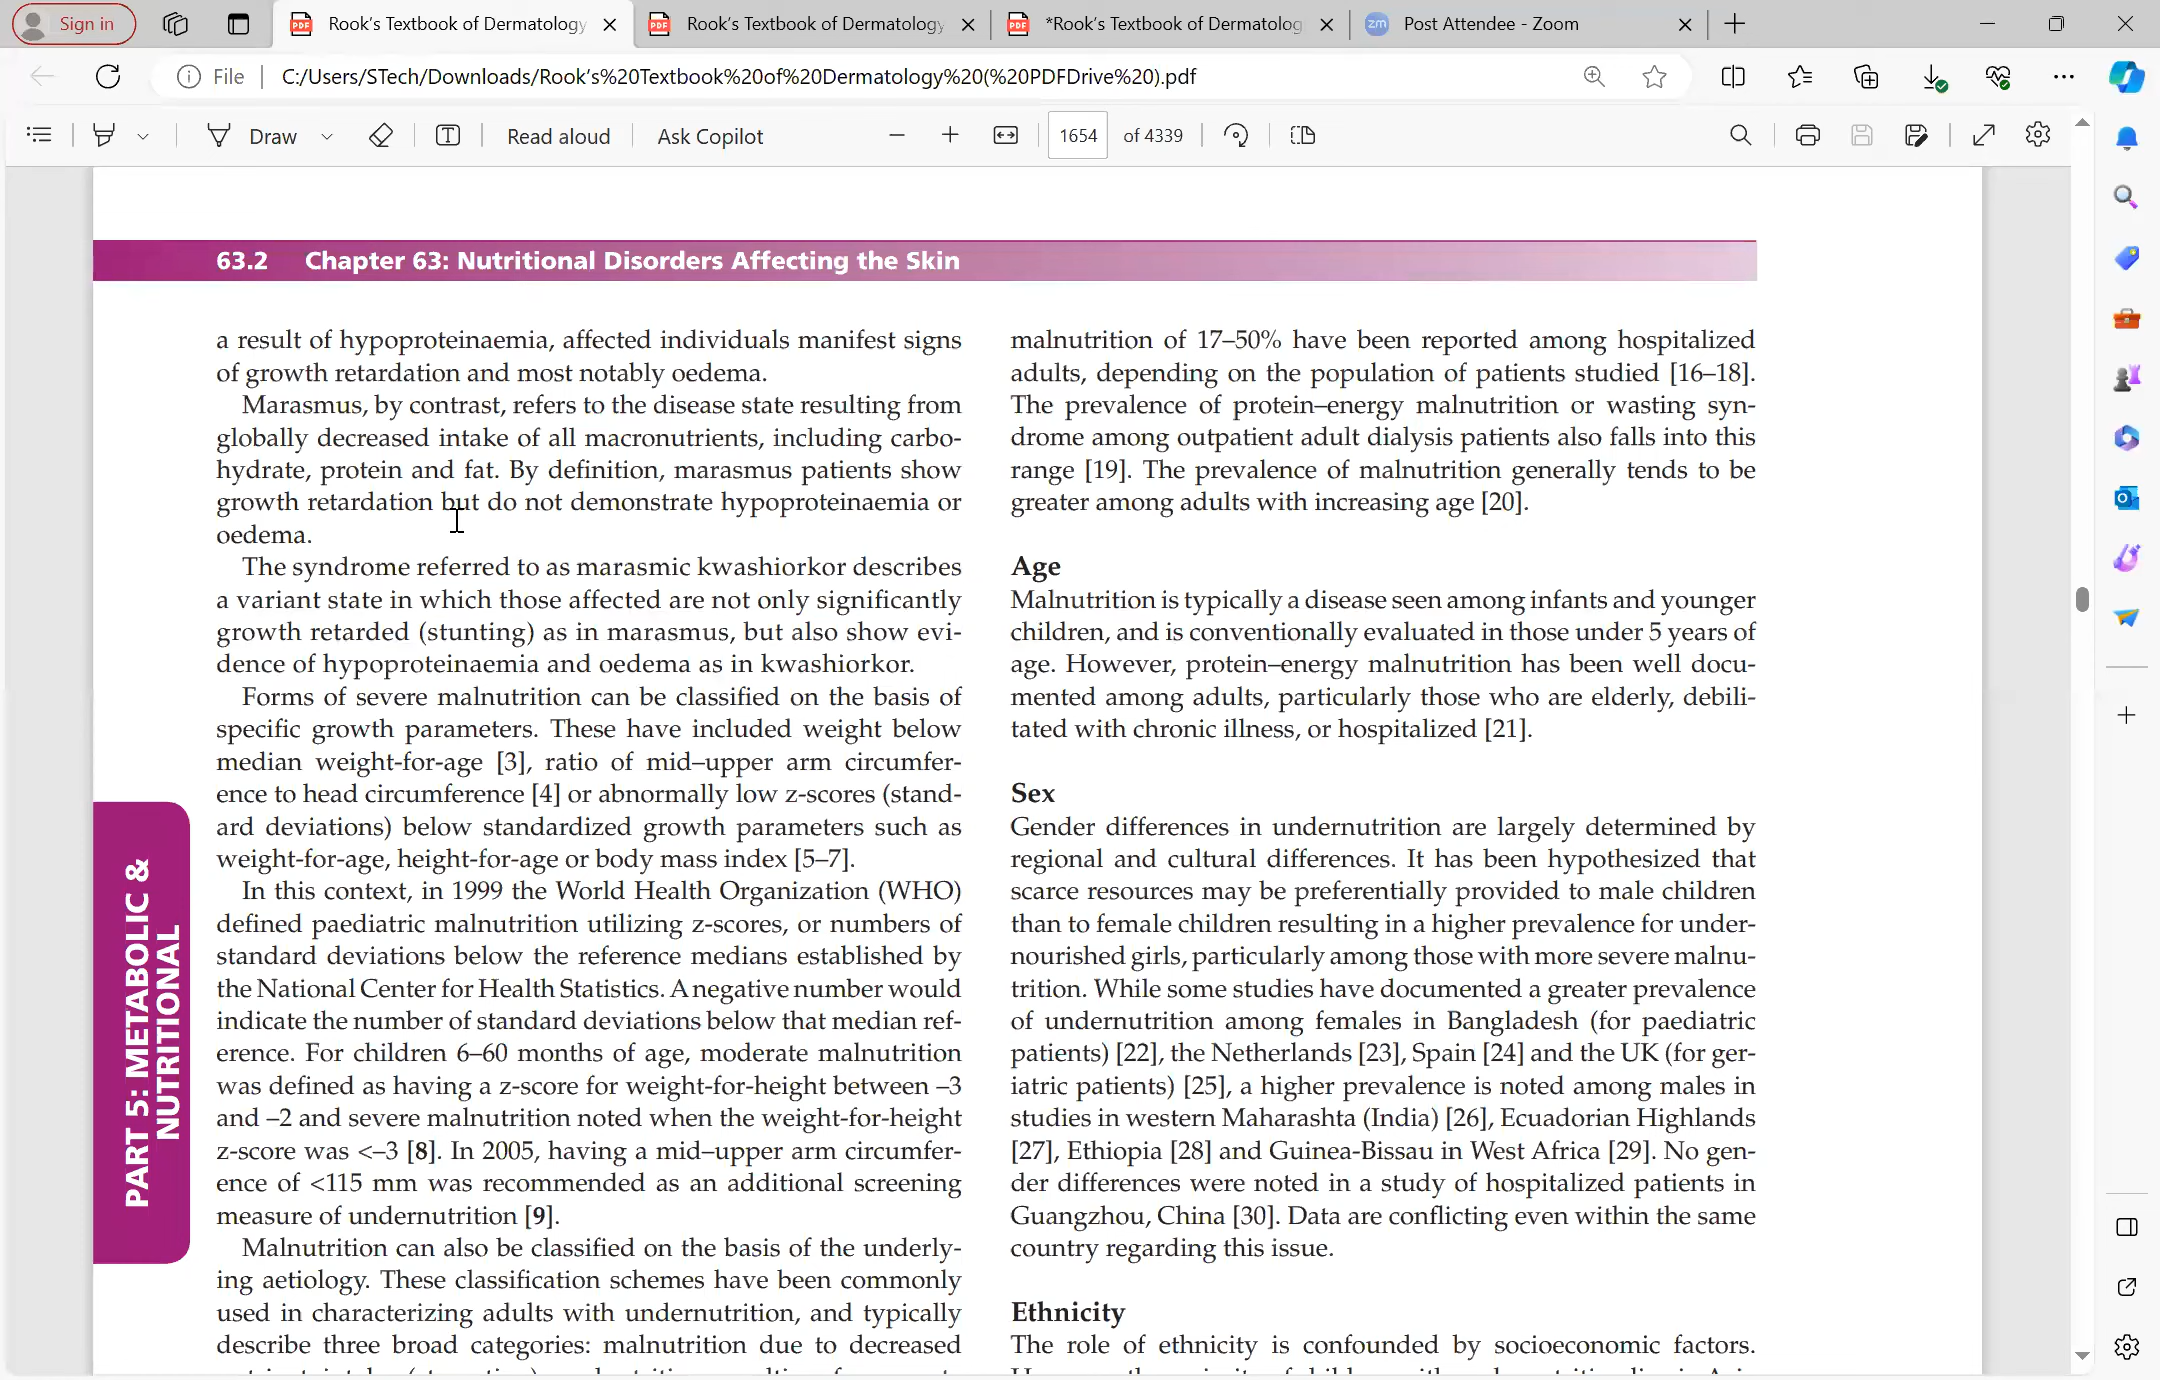 Sign in
Rook's Textbook of Dermatology
Rook's Textbook of Dermatology
*Rook's Textbook of Dermatolog
zm Post Attendee - Zoom
File
C:/Users/STech/Downloads/Rook's%20Textbook%20of%20Dermatology%20(%20PDFDrive%20).pdf
Draw
Read aloud
Ask Copilot
1654 of 4339
63.2 Chapter 63: Nutritional Disorders Affecting the Skin
a result of hypoproteinaemia, affected individuals manifest signs
of growth retardation and most notably oedema.
Marasmus, by contrast, refers to the disease state resulting from
globally decreased intake of all macronutrients, including carbo-
hydrate, protein and fat. By definition, marasmus patients show
growth retardation but do not demonstrate hypoproteinaemia or
oedema.
The syndrome referred to as marasmic kwashiorkor describes
a variant state in which those affected are not only significantly
growth retarded (stunting) as in marasmus, but also show evi-
dence of hypoproteinaemia and oedema as in kwashiorkor.
Forms of severe malnutrition can be classified on the basis of
specific growth parameters. These have included weight below
median weight-for-age [3], ratio of mid–upper arm circumfer-
ence to head circumference [4] or abnormally low z-scores (stand-
ard deviations) below standardized growth parameters such as
weight-for-age, height-for-age or body mass index [5–7].
In this context, in 1999 the World Health Organization (WHO)
defined paediatric malnutrition utilizing z-scores, or numbers of
standard deviations below the reference medians established by
the National Center for Health Statistics. A negative number would
indicate the number of standard deviations below that median ref-
erence. For children 6–60 months of age, moderate malnutrition
was defined as having a z-score for weight-for-height between –3
and –2 and severe malnutrition noted when the weight-for-height
z-score was <–3 [8]. In 2005, having a mid–upper arm circumfer-
ence of <115 mm was recommended as an additional screening
measure of undernutrition [9].
Malnutrition can also be classified on the basis of the underly-
ing aetiology. These classification schemes have been commonly
used in characterizing adults with undernutrition, and typically
describe three broad categories: malnutrition due to decreased
malnutrition of 17–50% have been reported among hospitalized
adults, depending on the population of patients studied [16–18].
The prevalence of protein–energy malnutrition or wasting syn-
drome among outpatient adult dialysis patients also falls into this
range [19]. The prevalence of malnutrition generally tends to be
greater among adults with increasing age [20].
Age
Malnutrition is typically a disease seen among infants and younger
children, and is conventionally evaluated in those under 5 years of
age. However, protein–energy malnutrition has been well docu-
mented among adults, particularly those who are elderly, debili-
tated with chronic illness, or hospitalized [21].
Sex
Gender differences in undernutrition are largely determined by
regional and cultural differences. It has been hypothesized that
scarce resources may be preferentially provided to male children
than to female children resulting in a higher prevalence for under-
nourished girls, particularly among those with more severe malnu-
trition. While some studies have documented a greater prevalence
of undernutrition among females in Bangladesh (for paediatric
patients) [22], the Netherlands [23], Spain [24] and the UK (for ger-
iatric patients) [25], a higher prevalence is noted among males in
studies in western Maharashta (India) [26], Ecuadorian Highlands
[27], Ethiopia [28] and Guinea-Bissau in West Africa [29]. No gen-
der differences were noted in a study of hospitalized patients in
Guangzhou, China [30]. Data are conflicting even within the same
country regarding this issue.
Ethnicity
The role of ethnicity is confounded by socioeconomic factors.
PART 5: METABOLIC &
NUTRITIONAL